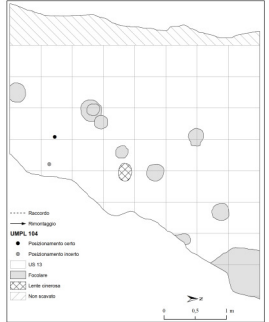 Raccordo
Rimontaggio
UMPL 104
Posizionamento certo
Posizionamento incerto
US 13
Focolare
Lente cinerosa
Non scavato
N
0 0,5 1 m